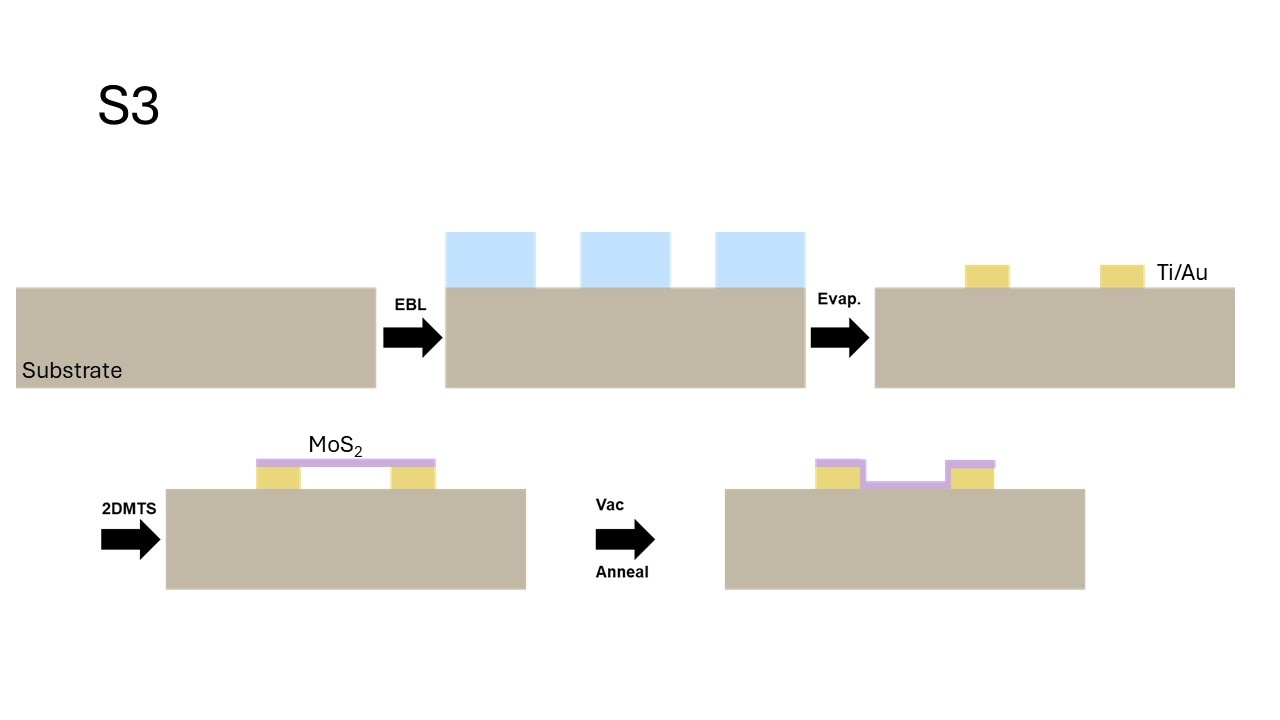 S3
EBL
Evap.
Ti/Au
Substrate
MoS₂
2DMTS
Vac
Anneal